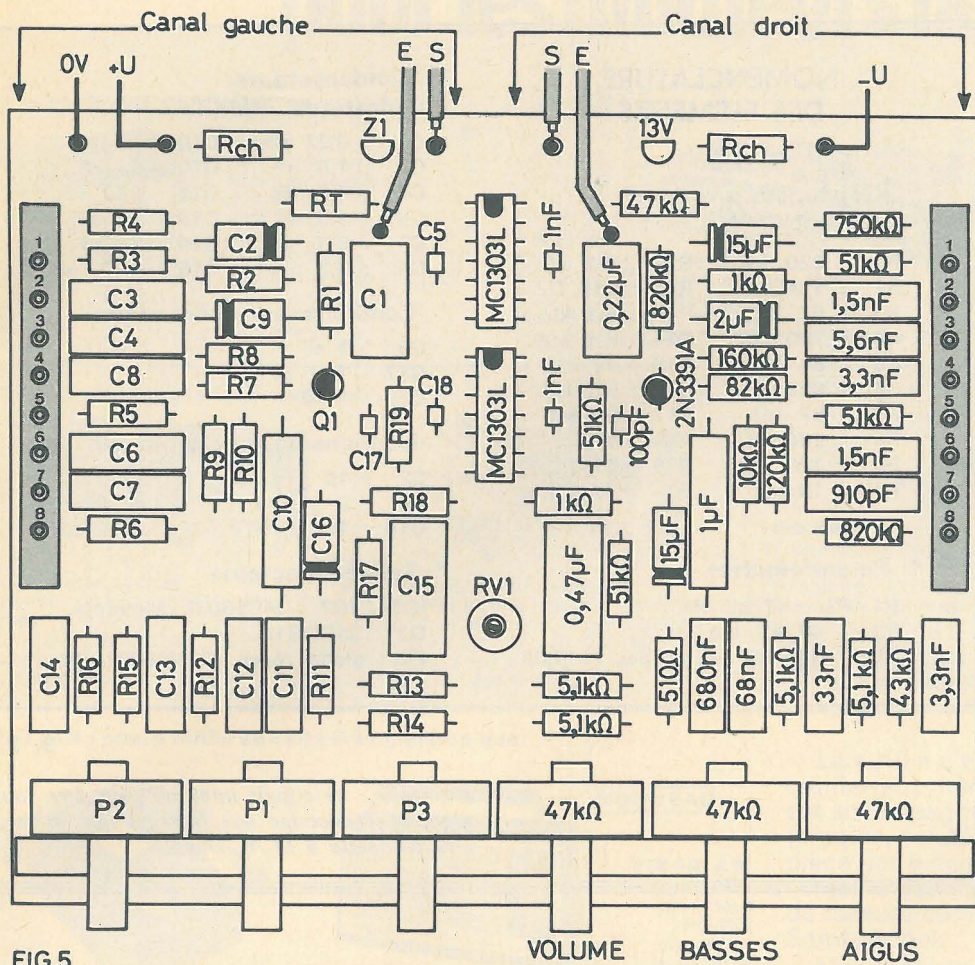 Canal gauche
Canal droit
E S
S E
0V +U
-U
Rch
Z1
13V
Rch
RT
47kΩ
R4
R3
C3
C4
C8
R5
C6
C7
R6
1
2
3
4
5
6
7
8
C2
R2
C9
R8
R7
R1
C1
C5
Q1
C17
R19
C18
R9
R10
C10
C16
R18
R17
C15
MC1303L
MC1303L
1nF
1nF
0,22µF
820kΩ
15µF
1kΩ
2µF
160kΩ
82kΩ
2N3391A
51kΩ
100pF
1kΩ
0,47µF
51kΩ
15µF
1µF
10kΩ
120kΩ
750kΩ
51kΩ
1,5nF
5,6nF
3,3nF
51kΩ
1,5nF
910pF
820kΩ
1
2
3
4
5
6
7
8
RV1
C14
R16
R15
C13
R12
C12
C11
R11
R13
R14
5,1kΩ
5,1kΩ
510Ω
680nF
68nF
5,1kΩ
33nF
5,1kΩ
4,3kΩ
3,3nF
P2
P1
P3
47kΩ
47kΩ
47kΩ
VOLUME
BASSES
AIGUS
FIG.5